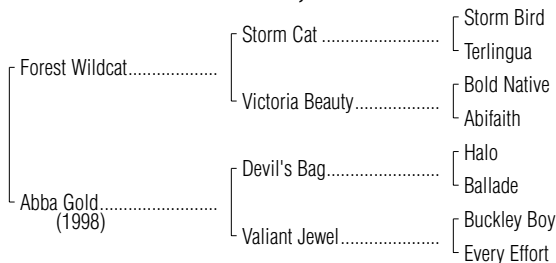 Storm Bird
Storm Cat ..............................
Terlingua
Forest Wildcat.....................
Bold Native
Victoria Beauty.....................
Abifaith
Halo
Devil's Bag............................
Ballade
Abba Gold............................
(1998)
Buckley Boy
Valiant Jewel........................
Every Effort